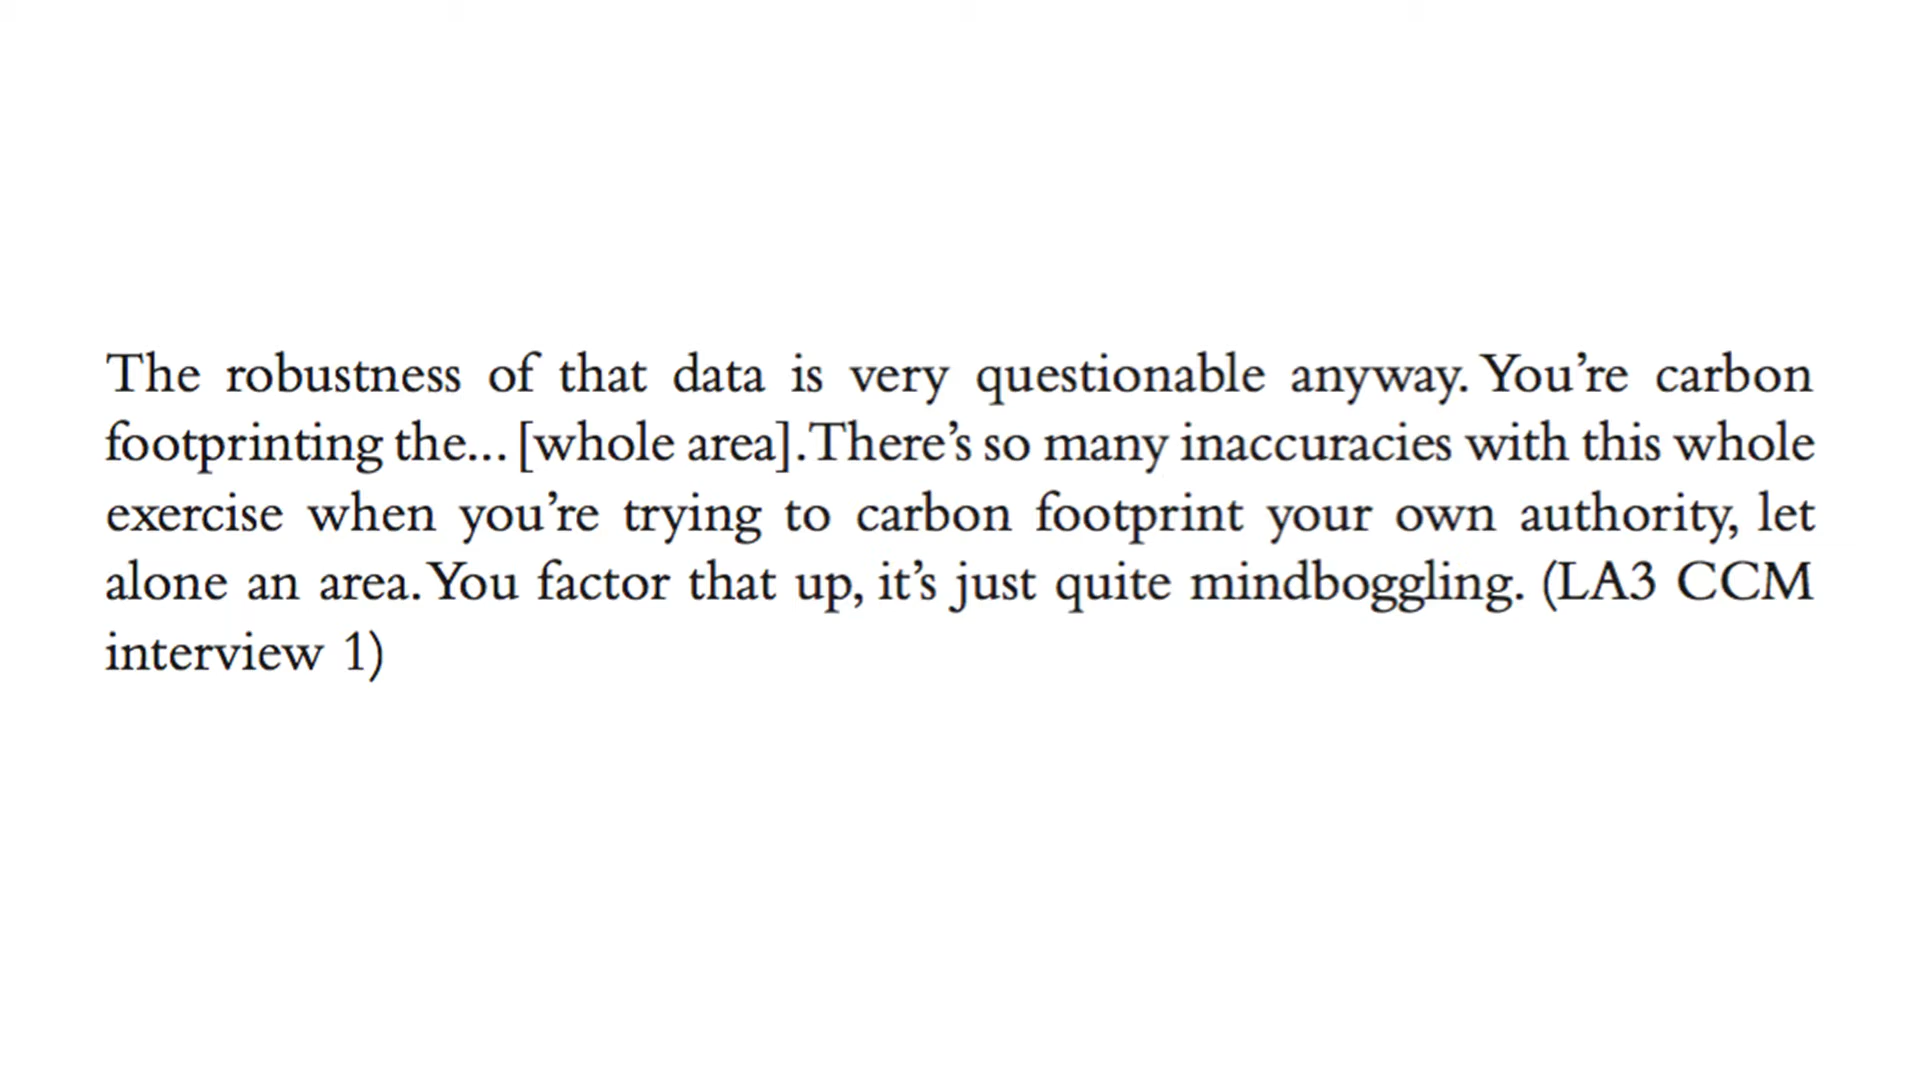 The robustness of that data is very questionable anyway. You’re carbon
footprinting the... [whole area]. There’s so many inaccuracies with this whole
exercise when you’re trying to carbon footprint your own authority, let
alone an area. You factor that up, it’s just quite mindboggling. (LA3 CCM
interview 1)